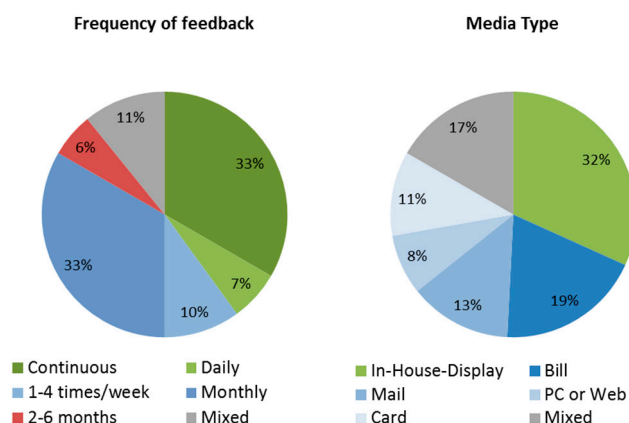 Frequency of feedback
11%
33%
6%
7%
33%
10%
Continuous
Daily
1-4 times/week
Monthly
2-6 months
Mixed
Media Type
17%
32%
11%
8%
13%
19%
In-House-Display
Bill
Mail
PC or Web
Card
Mixed